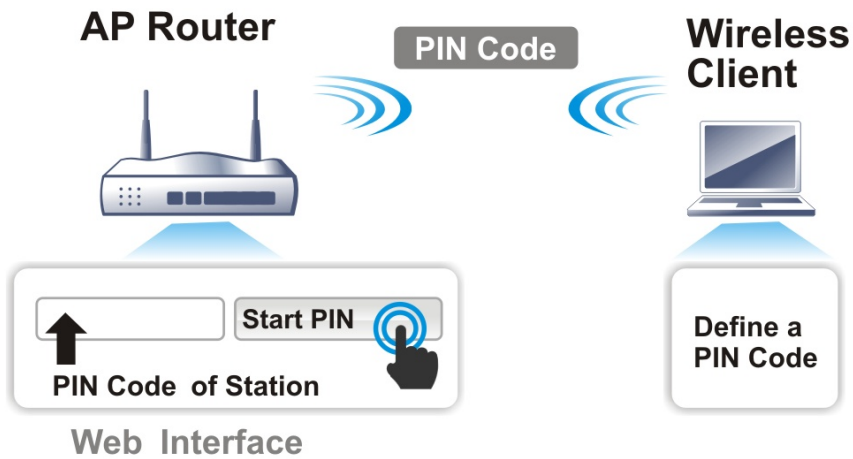 AP Router
PIN Code
Wireless
Client
Start PIN
PIN Code of Station
Define a
PIN Code
Web Interface